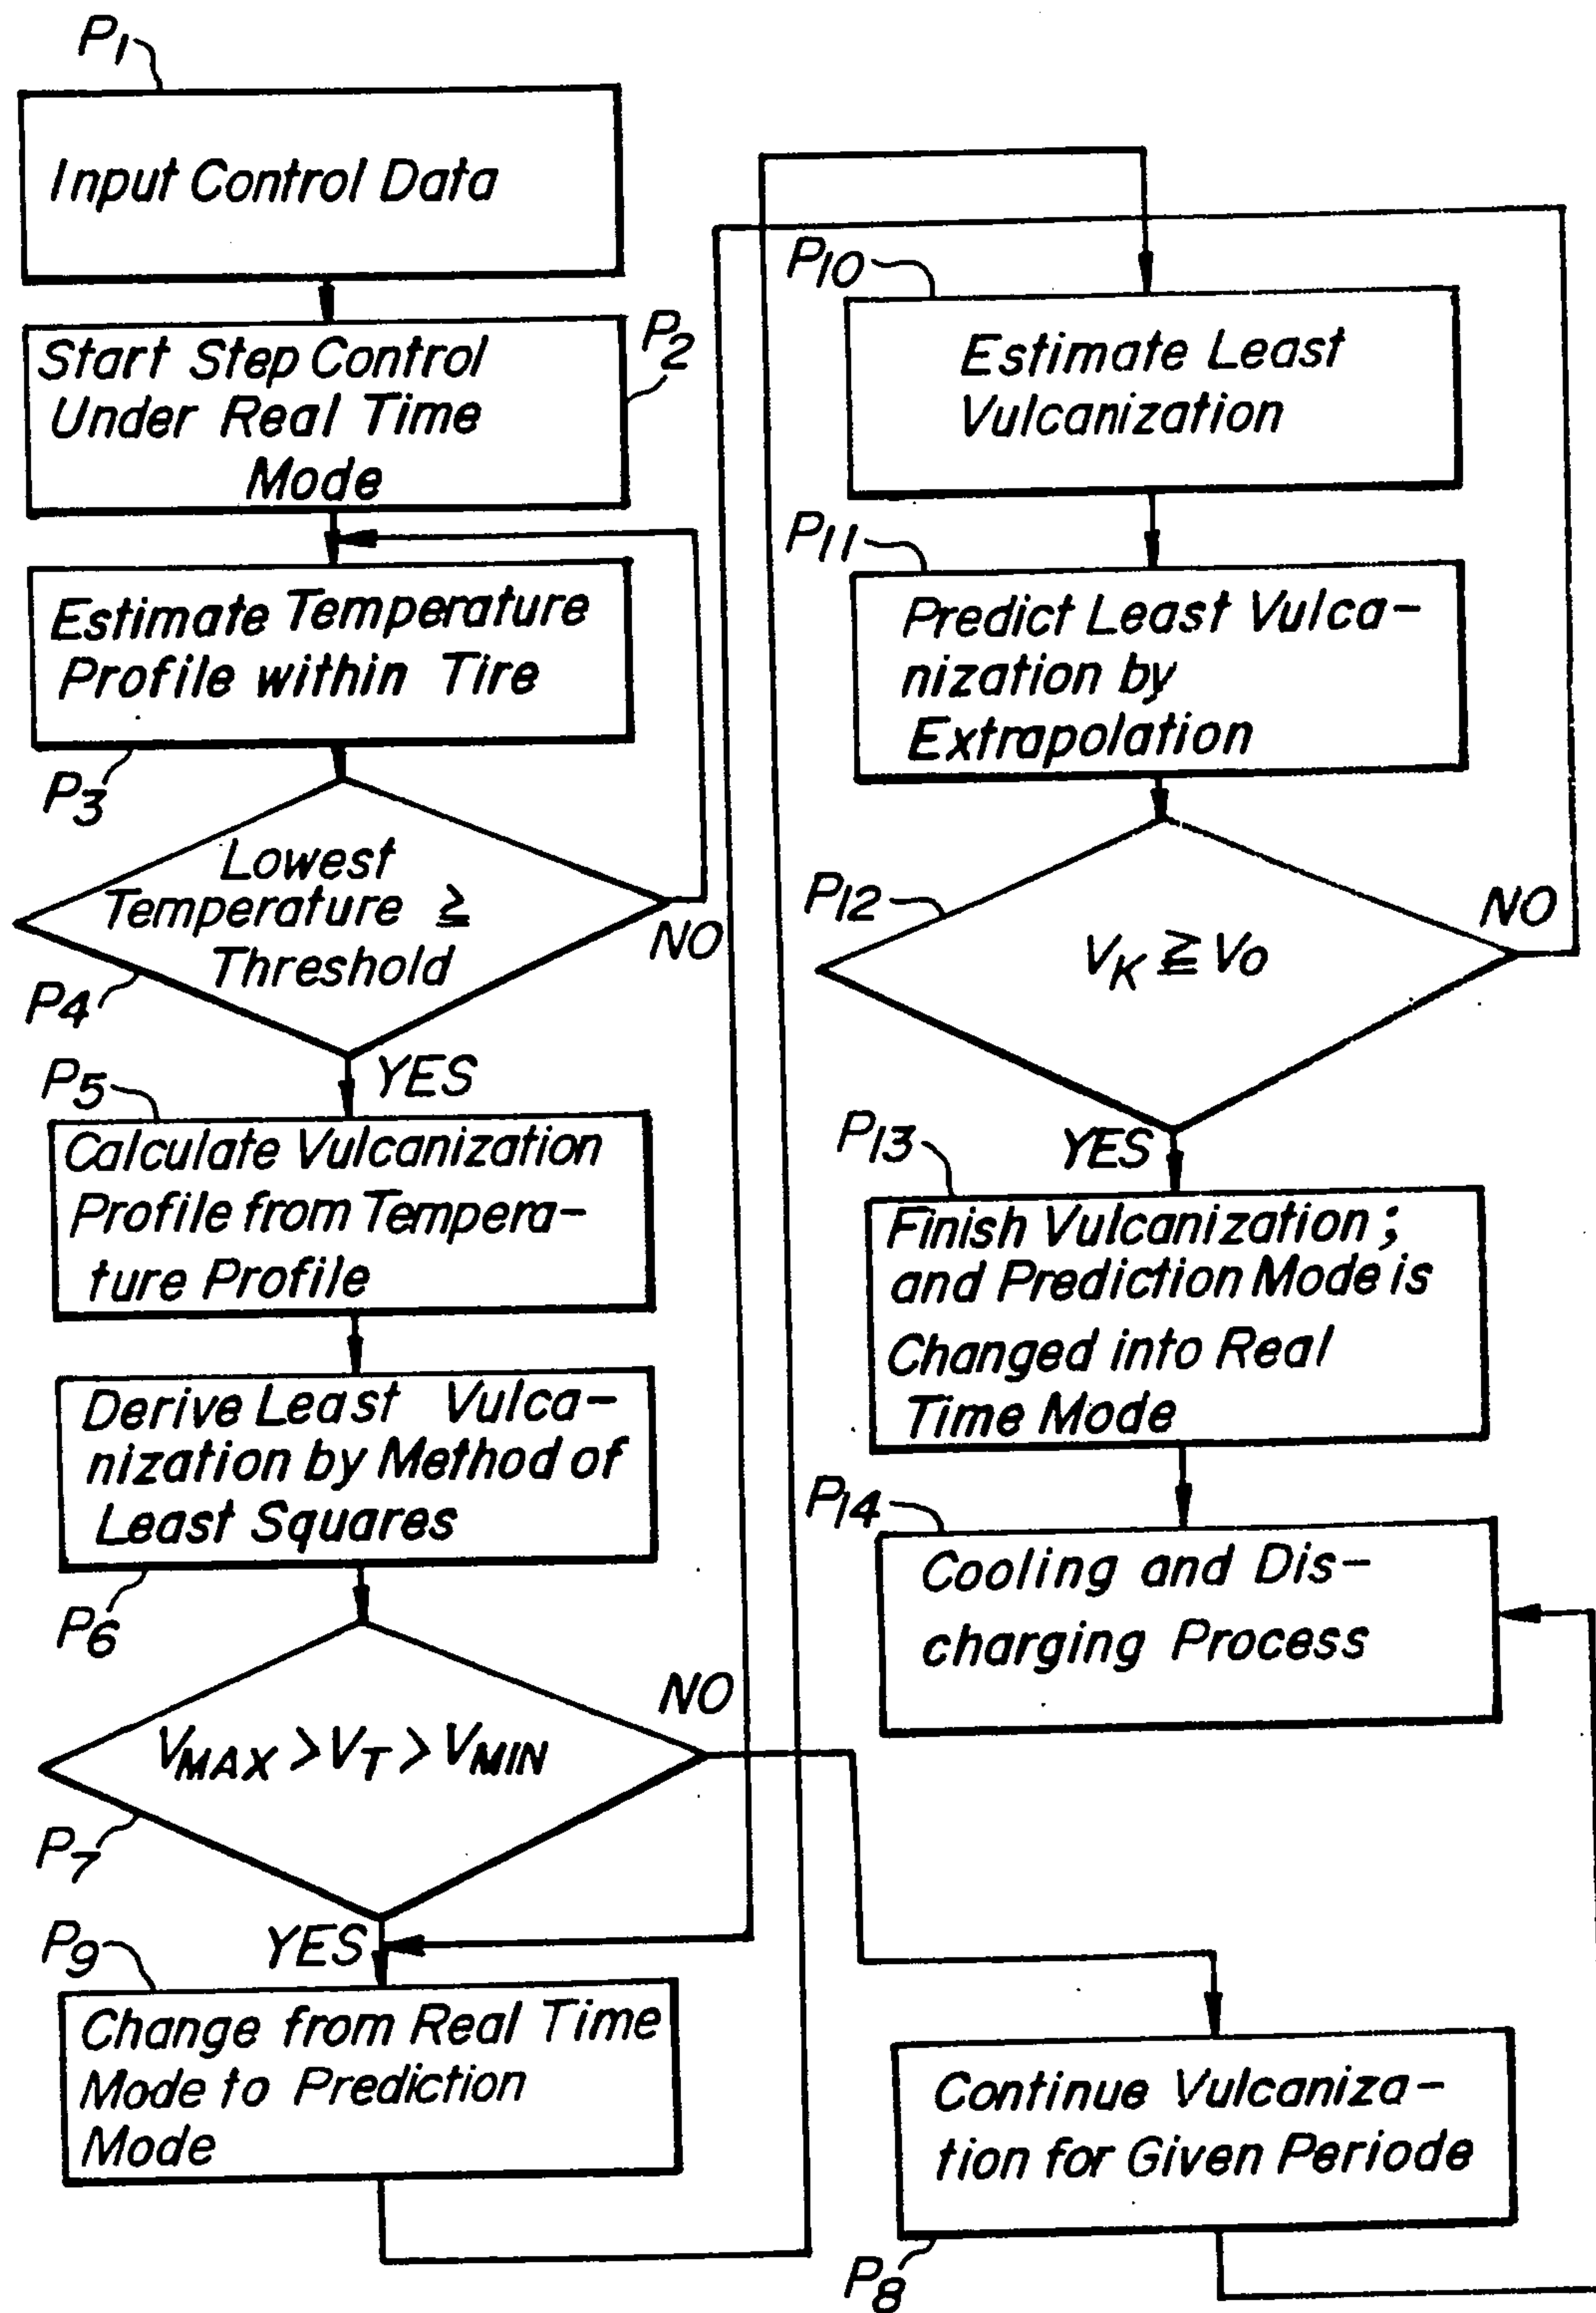 P1
Input Control Data
P2
Start Step Control
Under Real Time
Mode
Estimate Temperature
Profile within Tire
P3
Lowest
Temperature ≧
Threshold
NO
P4
YES
P5
Calculate Vulcanization
Profile from Tempera-
ture Profile
Derive Least Vulca-
nization by Method of
Least Squares
P6
VMAX > VT > VMIN
NO
P7
YES
P9
Change from Real Time
Mode to Prediction
Mode
P10
Estimate Least
Vulcanization
P11
Predict Least Vulca-
nization by
Extrapolation
P12
VK ≧ Vo
NO
YES
P13
Finish Vulcanization ;
and Prediction Mode is
Changed into Real
Time Mode
P14
Cooling and Dis-
charging Process
Continue Vulcaniza-
tion for Given Periode
P8